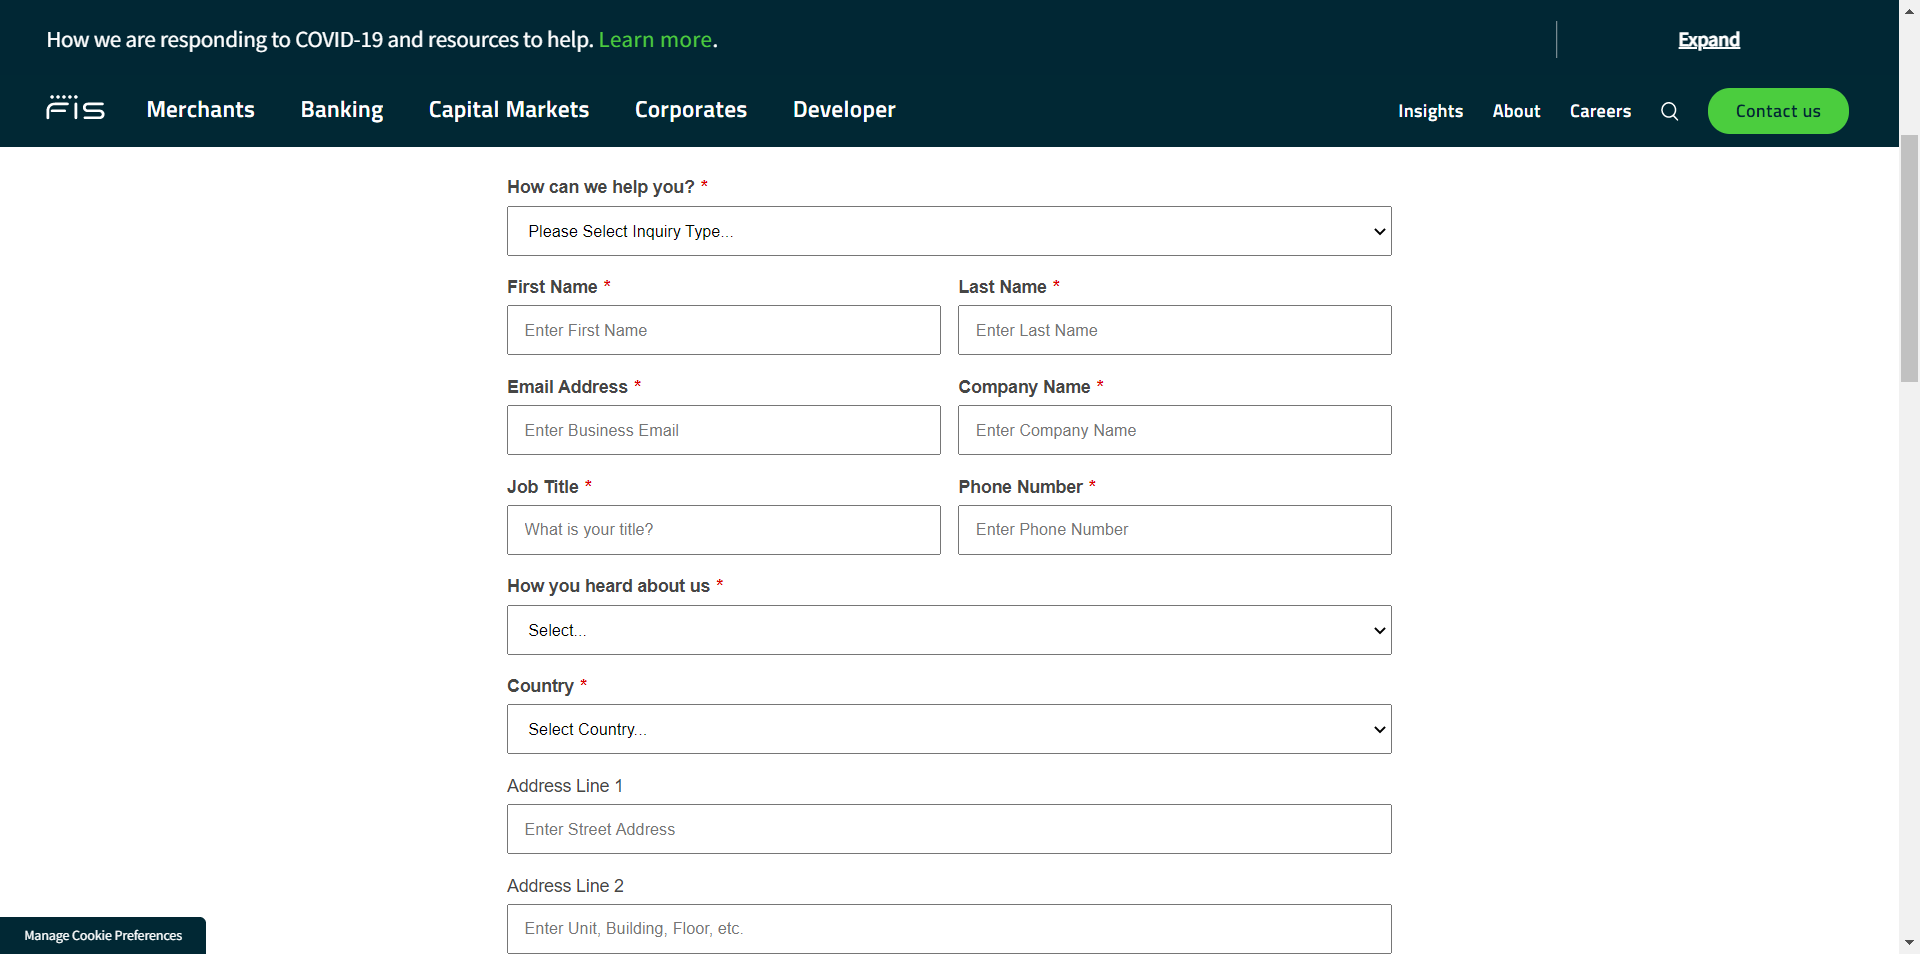 How we are responding to COVID-19 and resources to help. Learn more.
Expand
FIS
Merchants
Banking
Capital Markets
Corporates
Developer
Insights
About
Careers
Contact us
How can we help you? *
Please Select Inquiry Type...
First Name *
Last Name *
Enter First Name
Enter Last Name
Email Address *
Company Name *
Enter Business Email
Enter Company Name
Job Title *
Phone Number *
What is your title?
Enter Phone Number
How you heard about us *
Select...
Country *
Select Country...
Address Line 1
Enter Street Address
Address Line 2
Enter Unit, Building, Floor, etc.
Manage Cookie Preferences